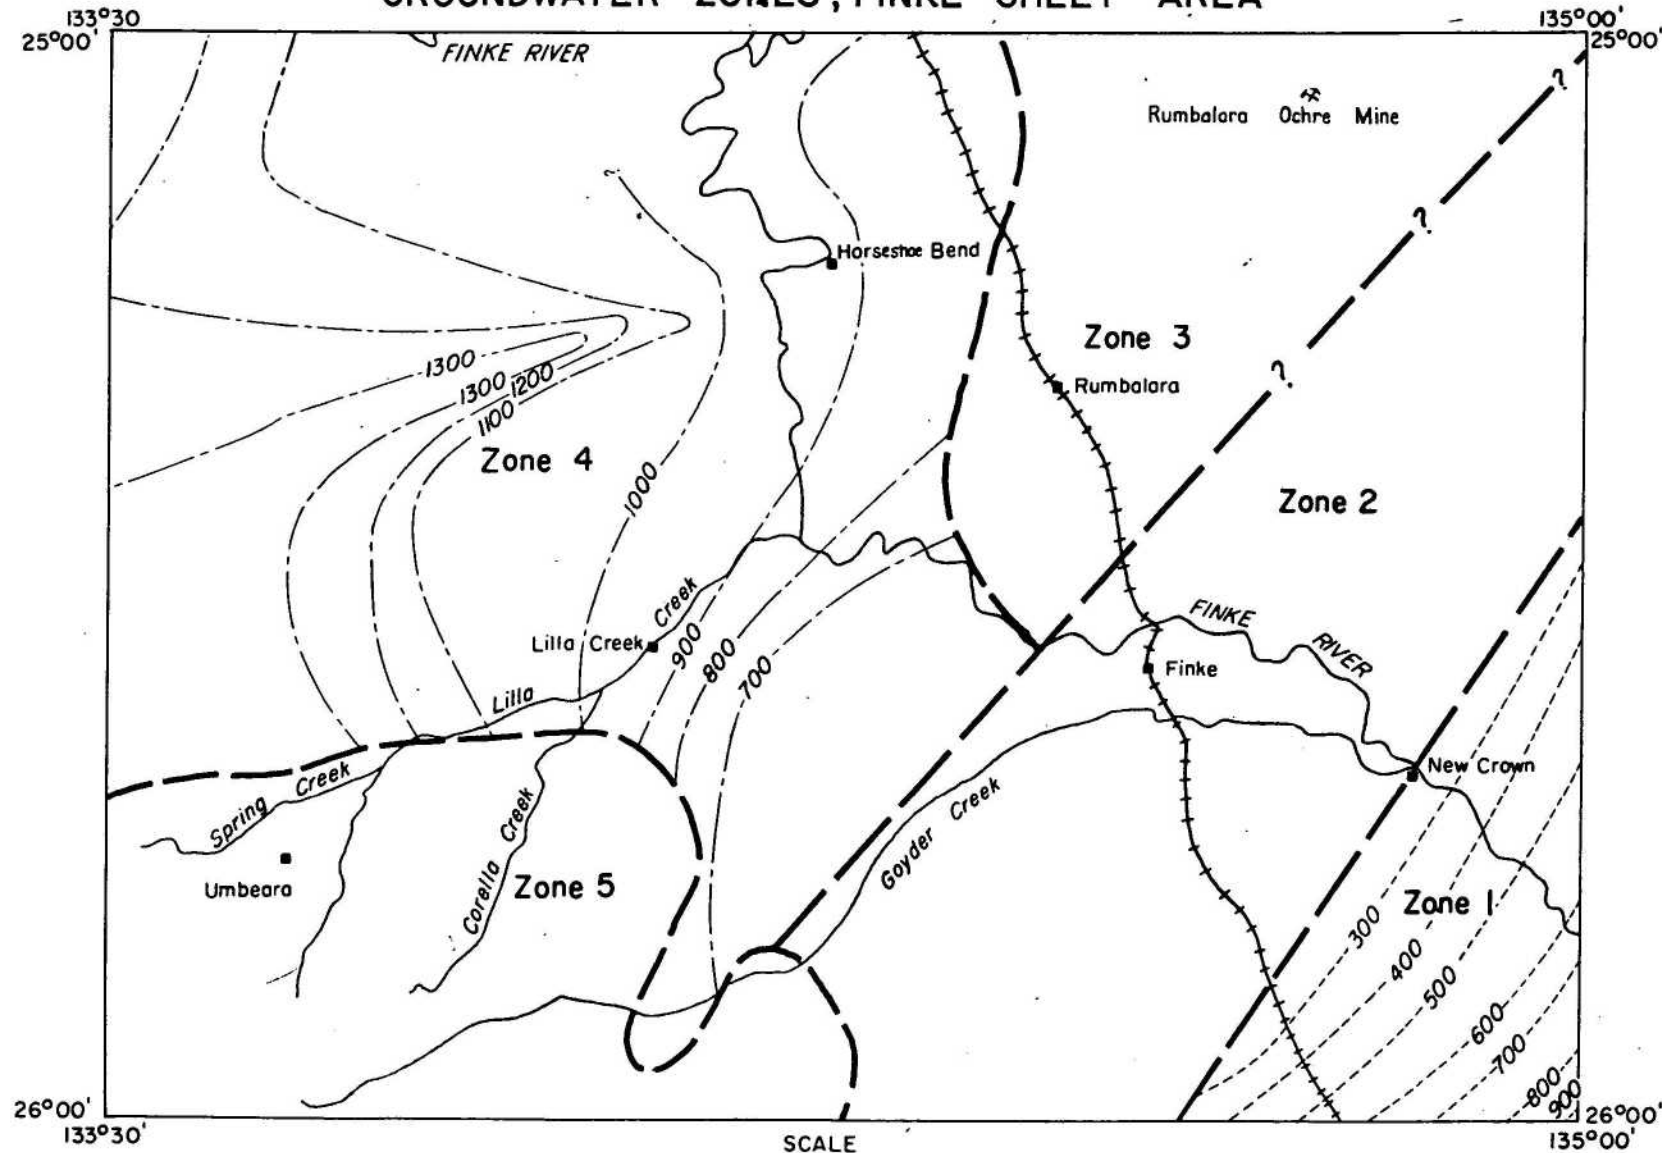 GROUNDWATER ZONES, FINKE SHEET AREA
133°30
135°00'
25°00'
25°00'
FINKE RIVER
?
Rumbalara Ochre Mine
?
?
Horseshoe Bend
Zone 3
?
Rumbalara
1300
1300
1200
1100
Zone 4
1000
Zone 2
Creek
FINKE
RIVER
Lilla Creek
900
800
700
Finke
Lilla
New Crown
Spring Creek
Corella Creek
Goyder Creek
Umbeara
Zone 5
Zone 1
300
400
500
600
700
800
900
26°00'
26°00'
133°30'
135°00'
SCALE